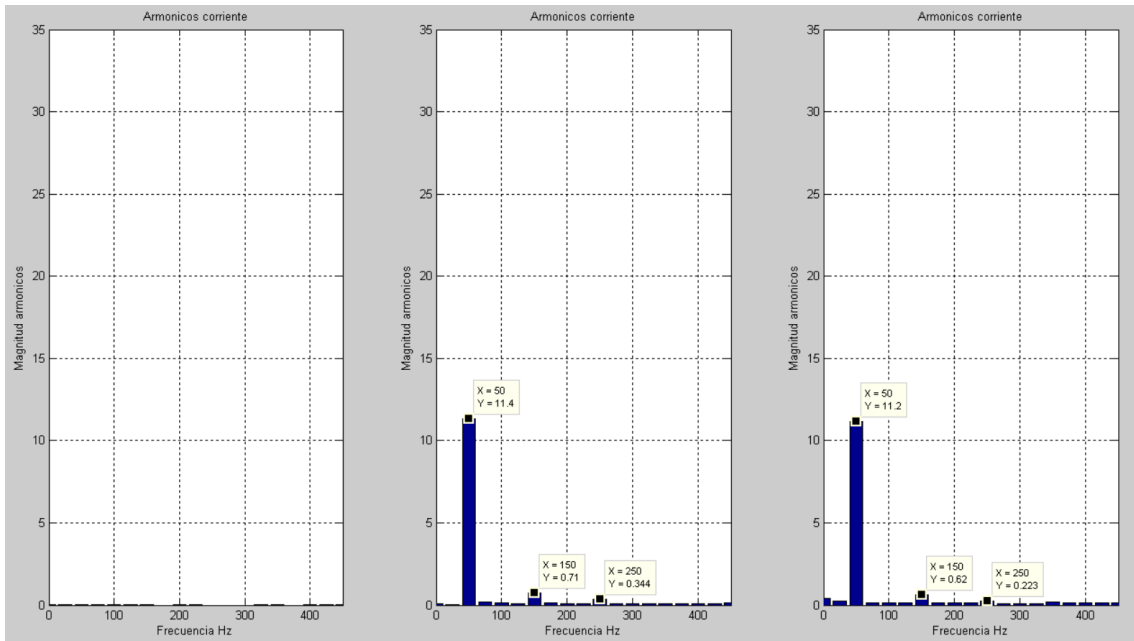 Armonicos corriente
35
30
25
20
15
10
5
0
0 100 200 300 400
Magnitud armonicos
Frecuencia Hz
Armonicos corriente
35
30
25
20
15
10
5
0
0 100 200 300 400
Magnitud armonicos
Frecuencia Hz
X = 50
Y = 11.4
X = 150
Y = 0.71
X = 250
Y = 0.344
Armonicos corriente
35
30
25
20
15
10
5
0
0 100 200 300 400
Magnitud armonicos
Frecuencia Hz
X = 50
Y = 11.2
X = 150
Y = 0.62
X = 250
Y = 0.223